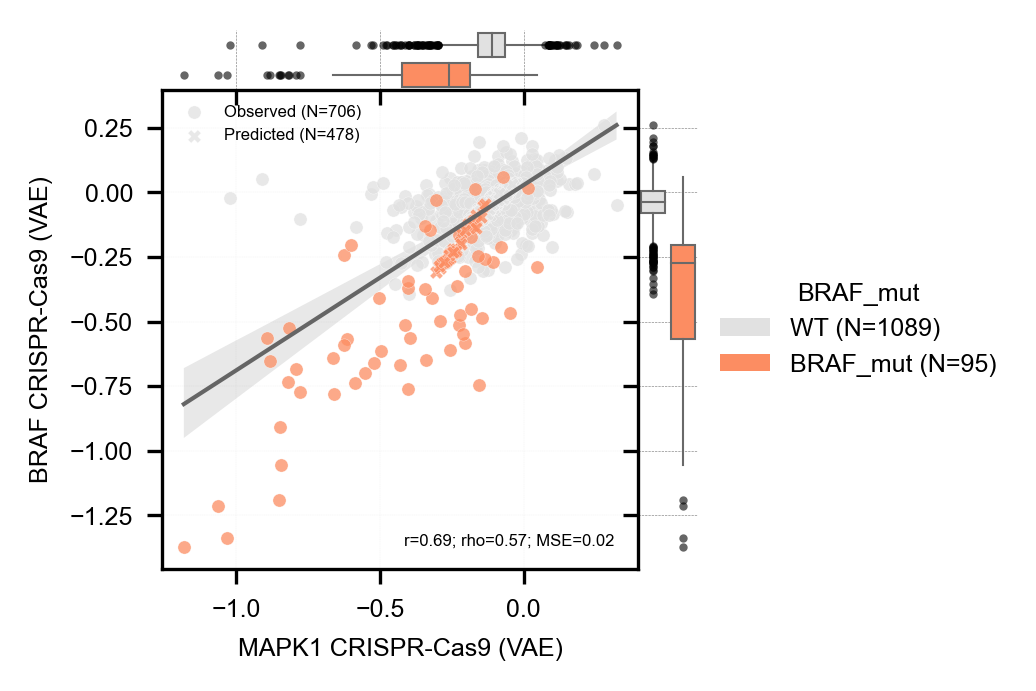 Observed (N=706)
Predicted (N=478)
0.25
0.00
−0.25
−0.50
−0.75
−1.00
−1.25
BRAF CRISPR-Cas9 (VAE)
r=0.69; rho=0.57; MSE=0.02
−1.0 −0.5 0.0
MAPK1 CRISPR-Cas9 (VAE)
BRAF_mut
WT (N=1089)
BRAF_mut (N=95)